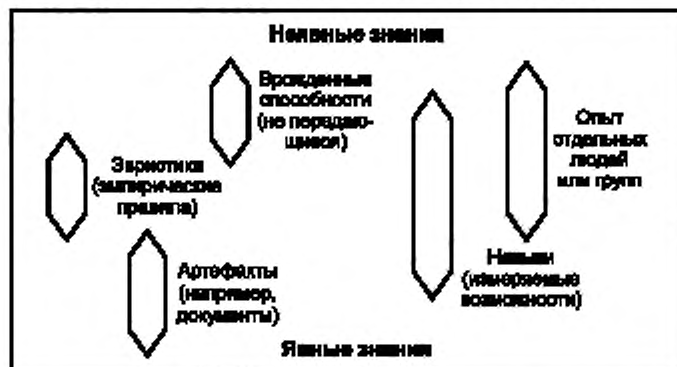 Неявные знания
Врожденные
способности
(не передаю-
щиеся)
Опыт
отдельных
людей
или групп
Эвристика
(эмпирические
правила)
Навыки
(измеряемые
возможности)
Артефакты
(например,
документы)
Явные знания